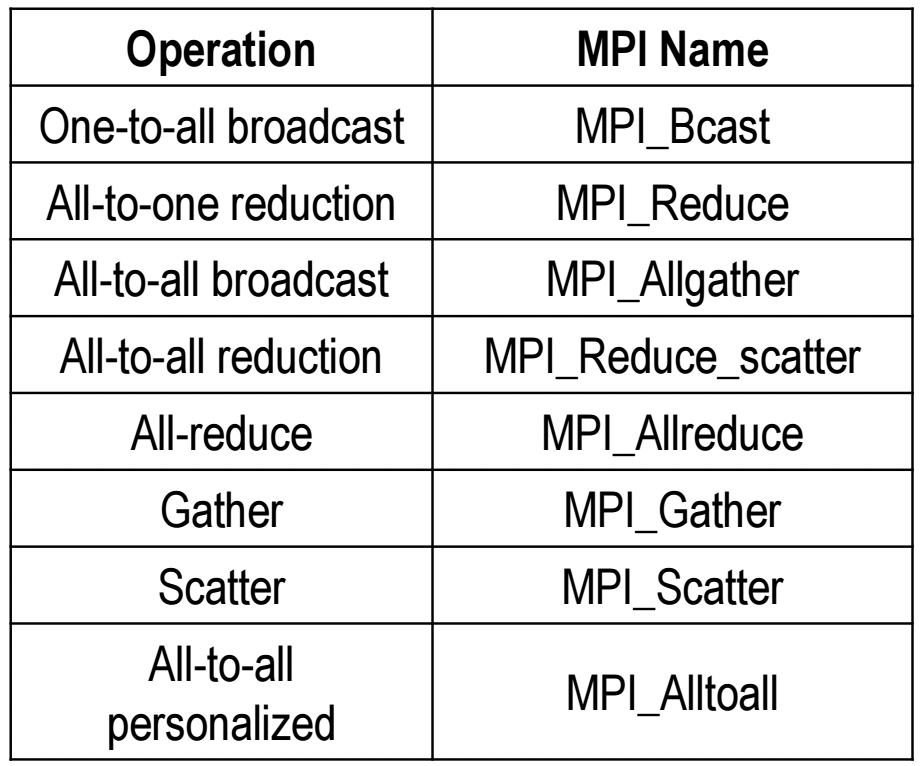 Operation MPI Name
One-to-all broadcast MPI_Bcast
All-to-one reduction MPI_Reduce
All-to-all broadcast MPI_Allgather
All-to-all reduction MPI_Reduce_scatter
All-reduce MPI_Allreduce
Gather MPI_Gather
Scatter MPI_Scatter
All-to-all
personalized MPI_Alltoall